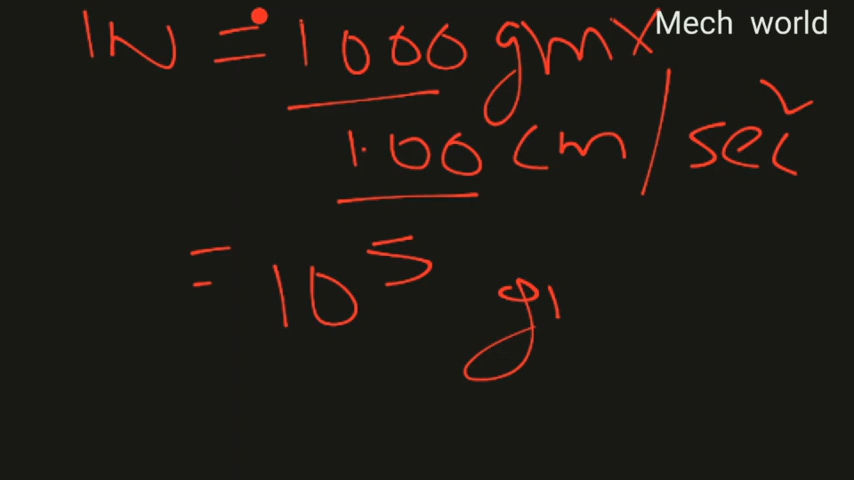 Mech world
1N = 1000 gm x
100 cm/sec²
= 10⁵ g